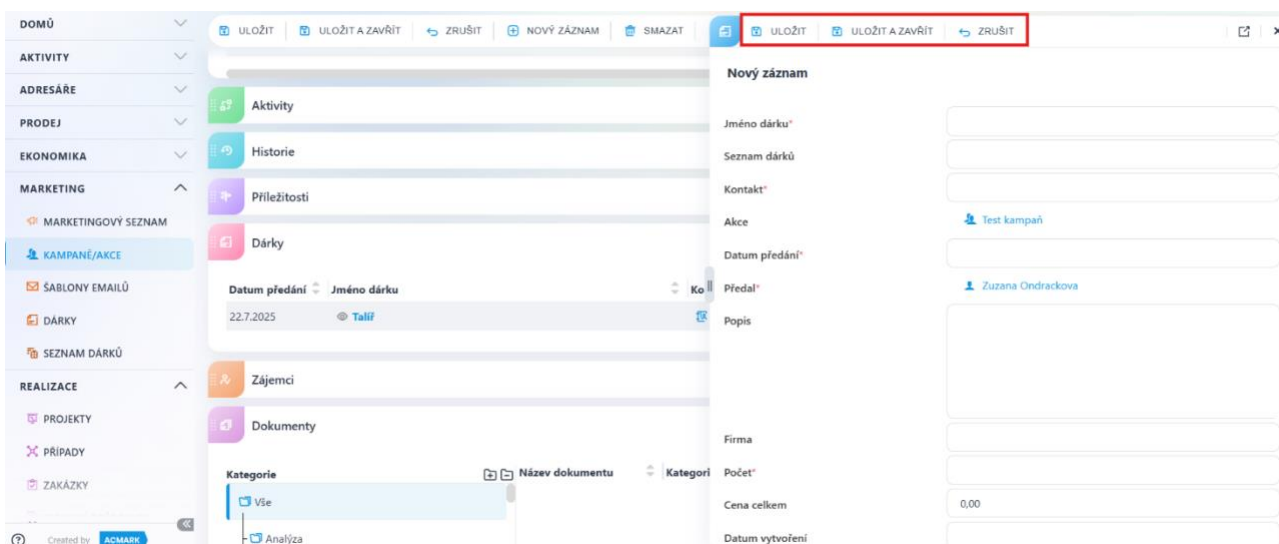 DOMŮ
AKTIVITY
ADRESÁŘE
PRODEJ
EKONOMIKA
MARKETING
MARKETINGOVÝ SEZNAM
KAMPANĚ/AKCE
ŠABLONY EMAILŮ
DÁRKY
SEZNAM DÁRKŮ
REALIZACE
PROJEKTY
PŘÍPADY
ZAKÁZKY
Created by ACMARK
ULOŽIT ULOŽIT A ZAVŘÍT ZRUŠIT NOVÝ ZÁZNAM SMAZAT
Aktivity
Historie
Příležitosti
Dárky
Datum předání Jméno dárku Ko
22.7.2025 Talíř
Zájemci
Dokumenty
Kategorie Název dokumentu Kategori
Vše
Analýza
ULOŽIT ULOŽIT A ZAVŘÍT ZRUŠIT
Nový záznam
Jméno dárku*
Seznam dárků
Kontakt*
Akce Test kampaň
Datum předání*
Předal* Zuzana Ondrackova
Popis
Firma
Počet*
Cena celkem 0,00
Datum vytvoření